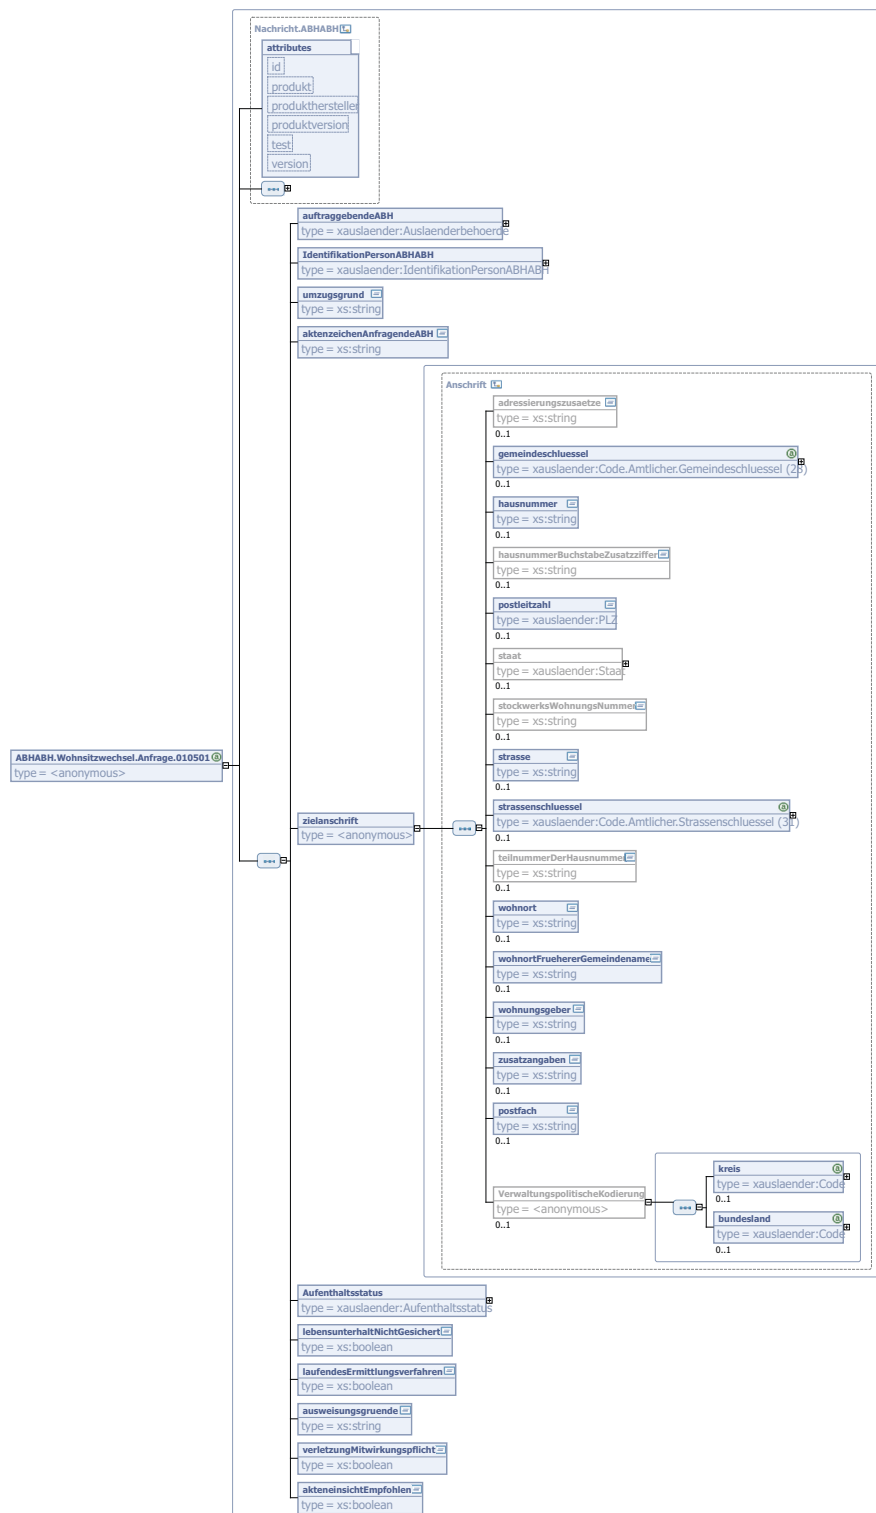 Nachricht.ABHABH
attributes
id
produkt
produkthersteller
produktversion
test
version
auftraggebendeABH
type = xauslaender:Auslaenderbehoerde
IdentifikationPersonABHABH
type = xauslaender:IdentifikationPersonABHABH
umzugsgrund
type = xs:string
aktenzeichenAnfragendeABH
type = xs:string
Anschrift
adressierungszusaetze
type = xs:string
0..1
gemeindeschluessel
type = xauslaender:Code.Amtlicher.Gemeindeschluessel (28)
0..1
hausnummer
type = xs:string
0..1
hausnummerBuchstabeZusatzziffer
type = xs:string
0..1
postleitzahl
type = xauslaender:PLZ
0..1
staat
type = xauslaender:Staat
0..1
stockwerksWohnungsNummer
type = xs:string
0..1
ABHABH.Wohnsitzwechsel.Anfrage.010501
type = <anonymous>
strasse
type = xs:string
0..1
zielanschrift
type = <anonymous>
strassenschluessel
type = xauslaender:Code.Amtlicher.Strassenschluessel (31)
0..1
teilnummerDerHausnummer
type = xs:string
0..1
wohnort
type = xs:string
0..1
wohnortFruehererGemeindename
type = xs:string
0..1
wohnungsgeber
type = xs:string
0..1
zusatzangaben
type = xs:string
0..1
postfach
type = xs:string
0..1
VerwaltungspolitischeKodierung
type = <anonymous>
0..1
kreis
type = xauslaender:Code
0..1
bundesland
type = xauslaender:Code
0..1
Aufenthaltsstatus
type = xauslaender:Aufenthaltsstatus
lebensunterhaltNichtGesichert
type = xs:boolean
laufendesErmittlungsverfahren
type = xs:boolean
ausweisungsgruende
type = xs:string
verletzungMitwirkungspflicht
type = xs:boolean
akteneinsichtEmpfohlen
type = xs:boolean